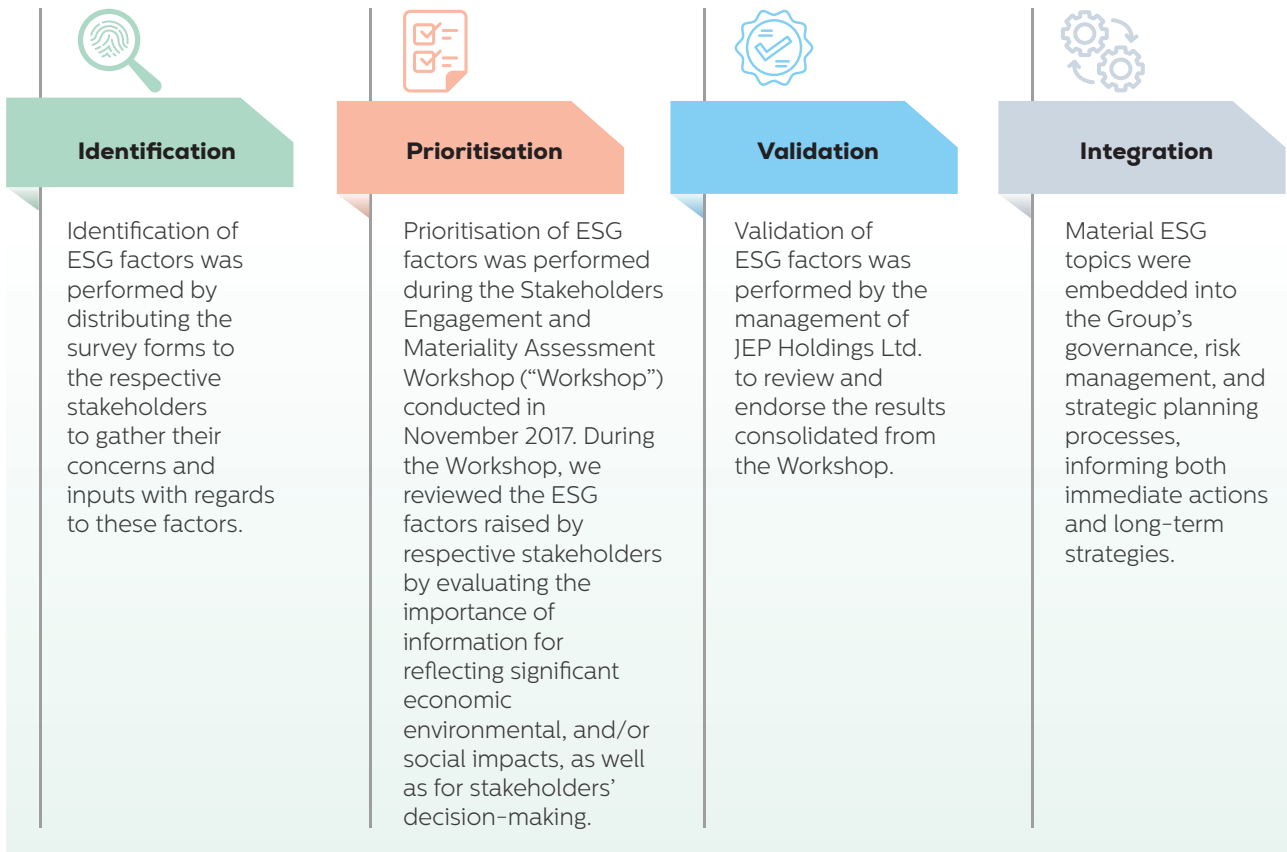 Identification
Identification of
ESG factors was
performed by
distributing the
survey forms to
the respective
stakeholders
to gather their
concerns and
inputs with regards
to these factors.
Prioritisation
Prioritisation of ESG
factors was performed
during the Stakeholders
Engagement and
Materiality Assessment
Workshop (“Workshop”)
conducted in
November 2017. During
the Workshop, we
reviewed the ESG
factors raised by
respective stakeholders
by evaluating the
importance of
information for
reflecting significant
economic
environmental, and/or
social impacts, as well
as for stakeholders’
decision-making.
Validation
Validation of
ESG factors was
performed by the
management of
JEP Holdings Ltd.
to review and
endorse the results
consolidated from
the Workshop.
Integration
Material ESG
topics were
embedded into
the Group’s
governance, risk
management, and
strategic planning
processes,
informing both
immediate actions
and long-term
strategies.